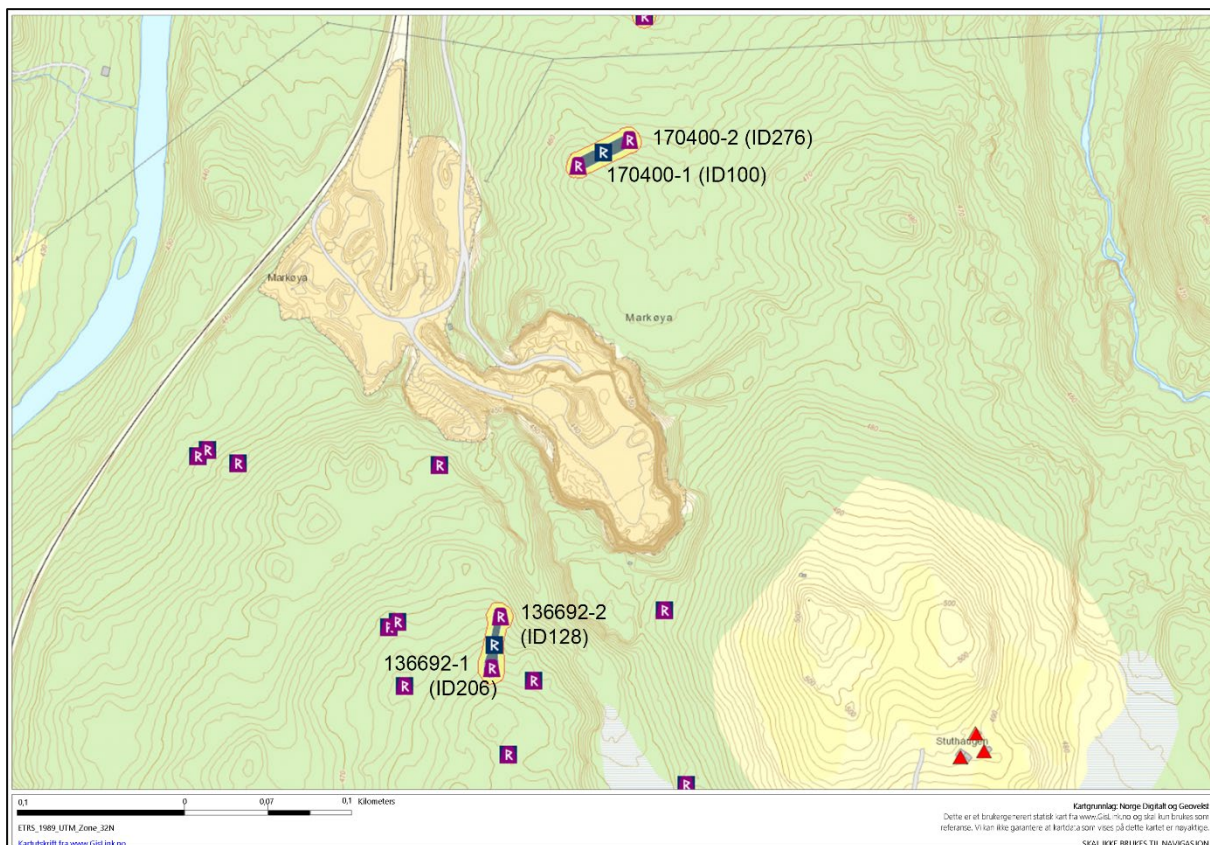 R
170400-2 (ID276)
R
R
R
170400-1 (ID100)
Markøya
Markøya
R
R
R
R
R
136692-2
(ID128)
R
R
R
R
136692-1
(ID206)
R
R
R
R
R
Stuthaugen
0,1
0
0,07
0,1 Kilometers
ETRS_1989_UTM_Zone_32N
Kartutskrift fra www.GisLink.no
Kartgrunnlag: Norge Digitalt og Geovekst
Dette er et brukergenerert statisk kart fra www.GisLink.no og skal kun brukes som
referanse. Vi kan ikke garantere at kartdata som vises på dette kartet er nøyaktige.
SKAL IKKE BRUKES TIL NAVIGASJON